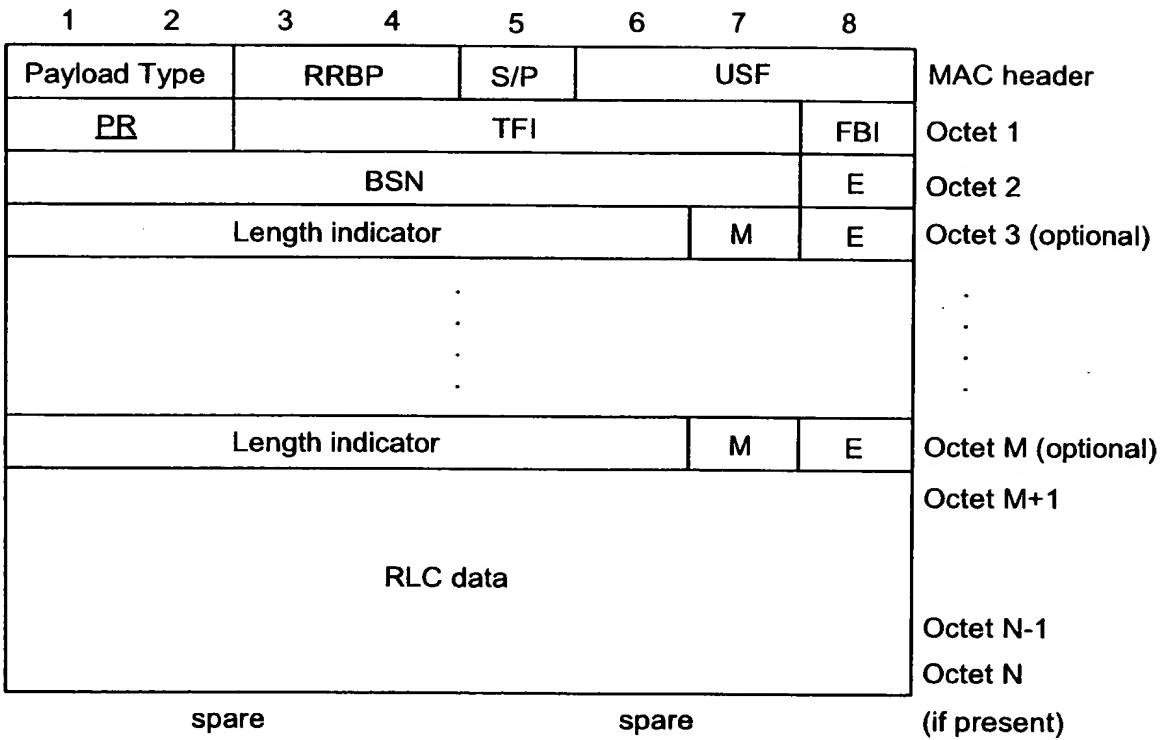 1 2 3 4 5 6 7 8
Payload Type RRBP S/P USF MAC header
PR TFI FBI Octet 1
BSN E Octet 2
Length indicator M E Octet 3 (optional)
Length indicator M E Octet M (optional)
Octet M+1
RLC data
Octet N-1
Octet N
spare spare (if present)